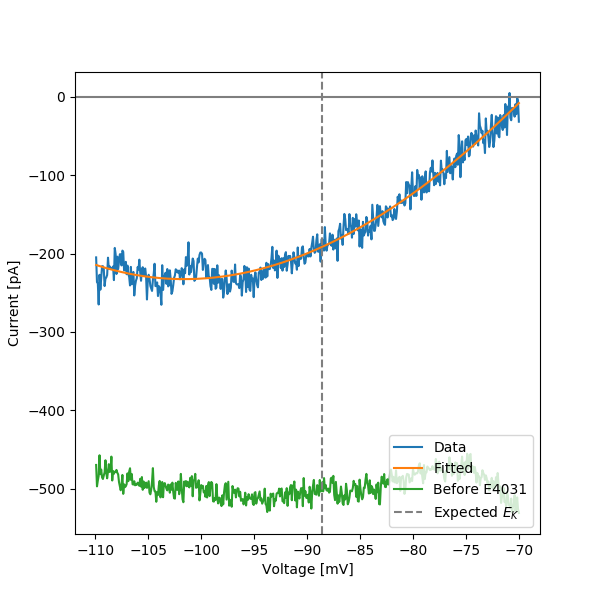 0
−100
−200
−300
−400
−500
Current [pA]
Data
Fitted
Before E4031
Expected E_K
−110
−105
−100
−95
−90
−85
−80
−75
−70
Voltage [mV]